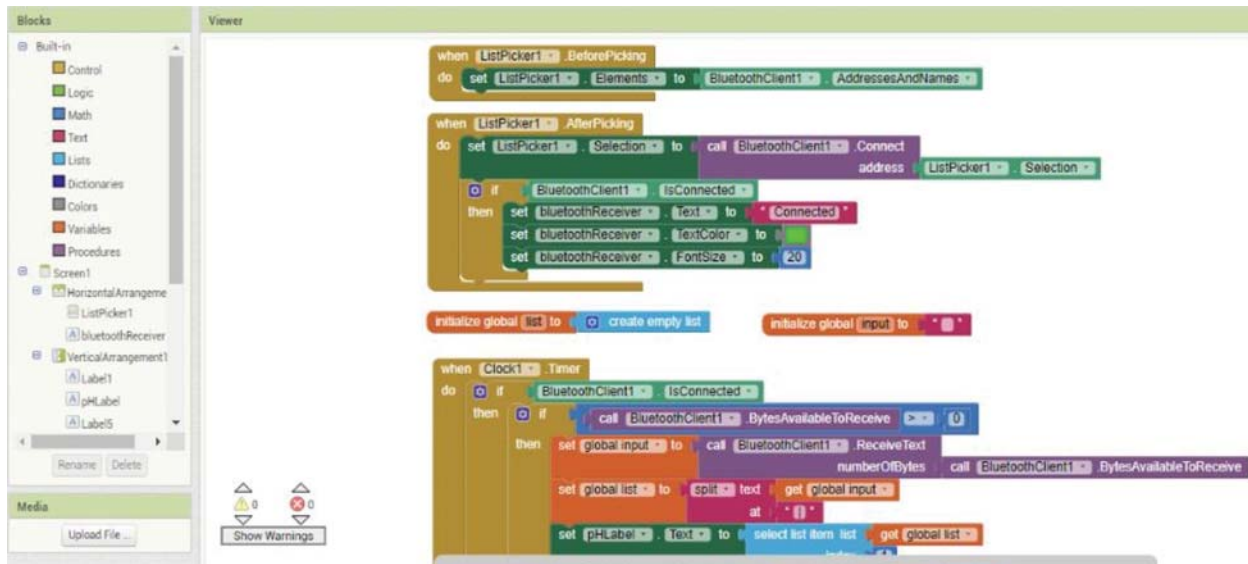 Blocks
Viewer
Built-in
Control
Logic
Math
Text
Lists
Dictionaries
Colors
Variables
Procedures
Screen1
HorizontalArrangeme
ListPicker1
bluetoothReceiver
VerticalArrangement1
Label1
pHLabel
Label5
Rename Delete
Media
Upload File ...
0 0
Show Warnings
when ListPicker1 .BeforePicking
do set ListPicker1 . Elements to BluetoothClient1 . AddressesAndNames
when ListPicker1 .AfterPicking
do set ListPicker1 . Selection to call BluetoothClient1 .Connect
address ListPicker1 . Selection
if BluetoothClient1 . IsConnected
then set bluetoothReceiver . Text to " Connected "
set bluetoothReceiver . TextColor to
set bluetoothReceiver . FontSize to 20
initialize global list to create empty list
initialize global input to " "
when Clock1 .Timer
do if BluetoothClient1 . IsConnected
then if call BluetoothClient1 .BytesAvailableToReceive > 0
then set global input to call BluetoothClient1 .ReceiveText
numberOfBytes call BluetoothClient1 .BytesAvailableToReceive
set global list to split text get global input
at " "
set pHLabel . Text to select list item list get global list